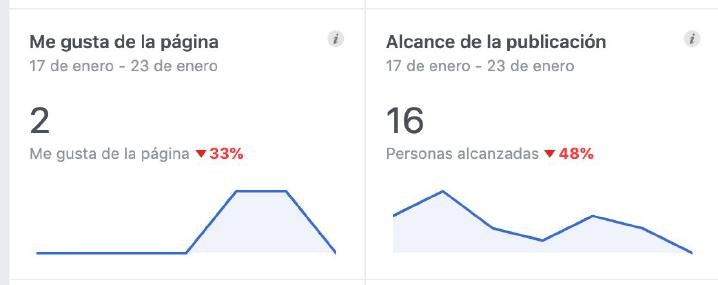 Me gusta de la página
17 de enero - 23 de enero
2
Me gusta de la página ▼33%
Alcance de la publicación
17 de enero - 23 de enero
16
Personas alcanzadas ▼48%